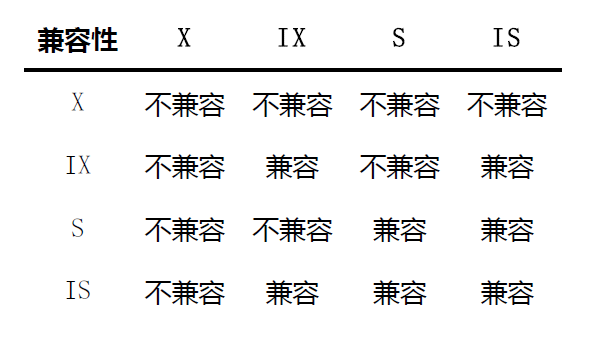 兼容性 X IX S IS
X 不兼容 不兼容 不兼容 不兼容
IX 不兼容 兼容 不兼容 兼容
S 不兼容 不兼容 兼容 兼容
IS 不兼容 兼容 兼容 兼容